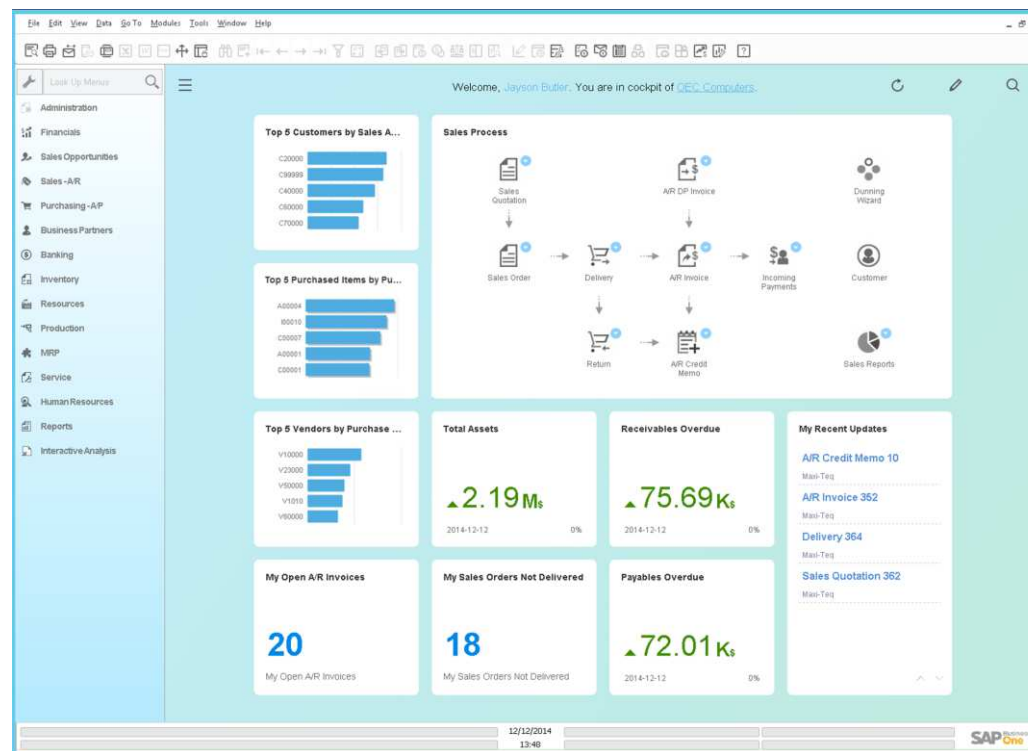 File Edit View Data Go To Modules Tools Window Help
Look Up Menus
Welcome, Jayson Butler. You are in cockpit of OEC Computers.
Administration
Financials
Sales Opportunities
Sales - A/R
Purchasing - A/P
Business Partners
Banking
Inventory
Resources
Production
MRP
Service
Human Resources
Reports
Interactive Analysis
Top 5 Customers by Sales A...
C20000
C99999
C40000
C60000
C70000
Top 5 Purchased Items by Pu...
A00004
I00010
C00007
A00001
C00001
Top 5 Vendors by Purchase ...
V10000
V23000
V50000
V1010
V60000
Sales Process
Sales
Quotation
A/R DP Invoice
Dunning
Wizard
Sales Order
Delivery
A/R Invoice
Incoming
Payments
Customer
Return
A/R Credit
Memo
Sales Reports
Total Assets
2.19 M$
2014-12-12 0%
Receivables Overdue
75.69 K$
2014-12-12 0%
My Recent Updates
A/R Credit Memo 10
Maxi-Teq
A/R Invoice 352
Maxi-Teq
Delivery 364
Maxi-Teq
Sales Quotation 362
Maxi-Teq
My Open A/R Invoices
20
My Open A/R Invoices
My Sales Orders Not Delivered
18
My Sales Orders Not Delivered
Payables Overdue
72.01 K$
2014-12-12 0%
12/12/2014
13:48
SAP Business
One